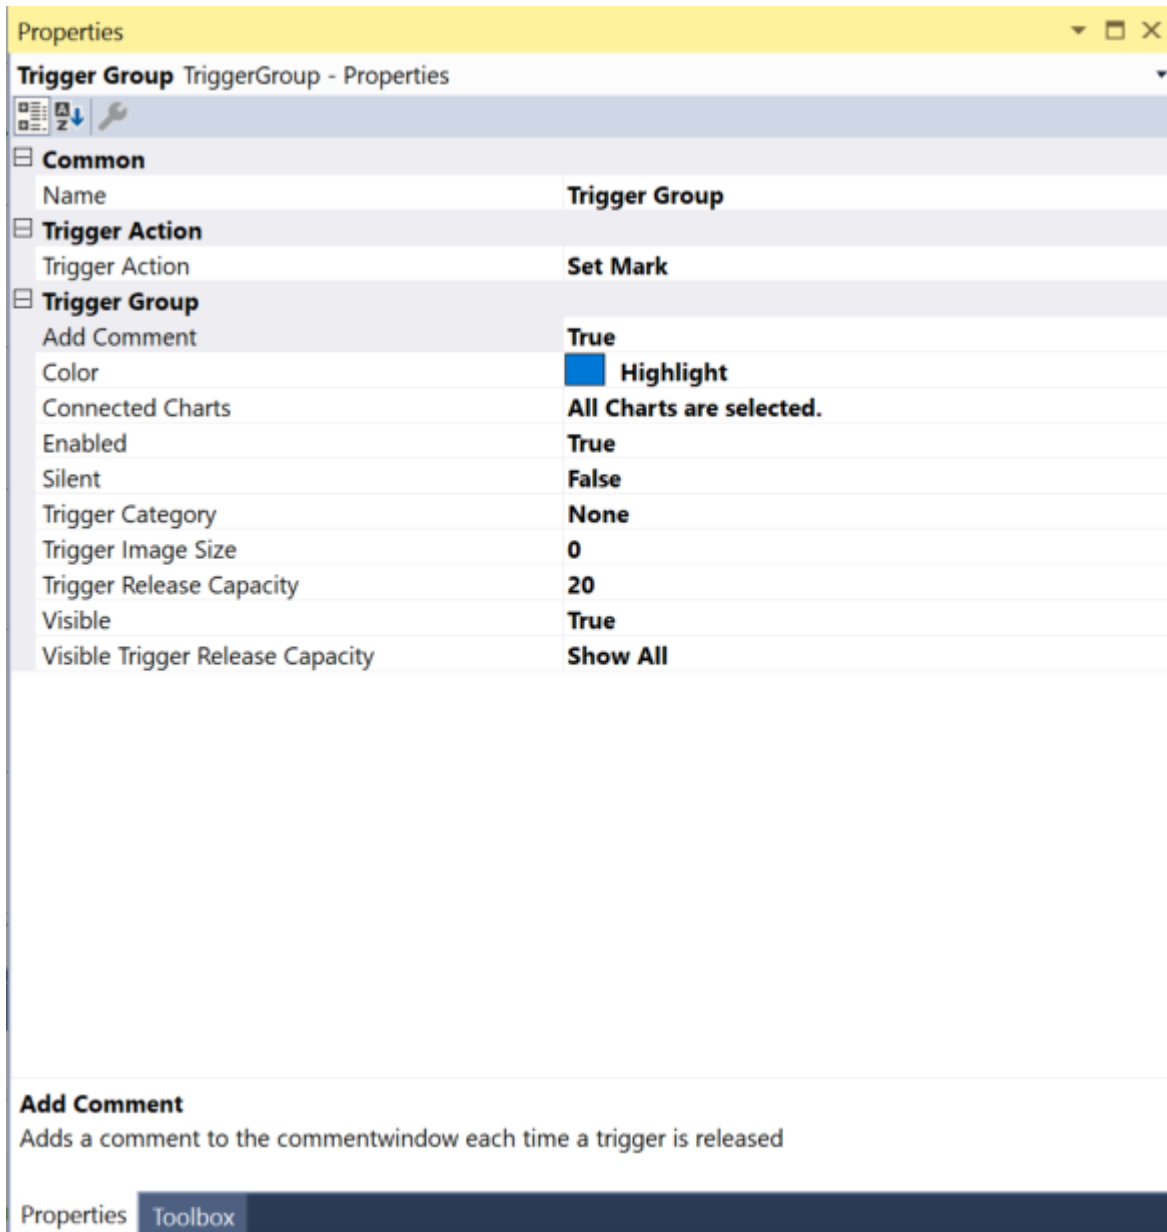 Properties
Trigger Group TriggerGroup - Properties
Common
Name Trigger Group
Trigger Action
Trigger Action Set Mark
Trigger Group
Add Comment True
Color Highlight
Connected Charts All Charts are selected.
Enabled True
Silent False
Trigger Category None
Trigger Image Size 0
Trigger Release Capacity 20
Visible True
Visible Trigger Release Capacity Show All
Add Comment
Adds a comment to the commentwindow each time a trigger is released
Properties Toolbox